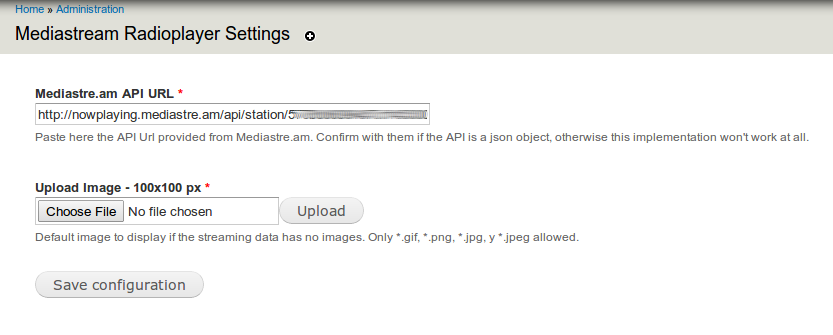 Home » Administration
Mediastream Radioplayer Settings
Mediastre.am API URL *
http://nowplaying.mediastre.am/api/station/5
Paste here the API Url provided from Mediastre.am. Confirm with them if the API is a json object, otherwise this implementation won't work at all.
Upload Image - 100x100 px *
Choose File No file chosen Upload
Default image to display if the streaming data has no images. Only *.gif, *.png, *.jpg, y *.jpeg allowed.
Save configuration